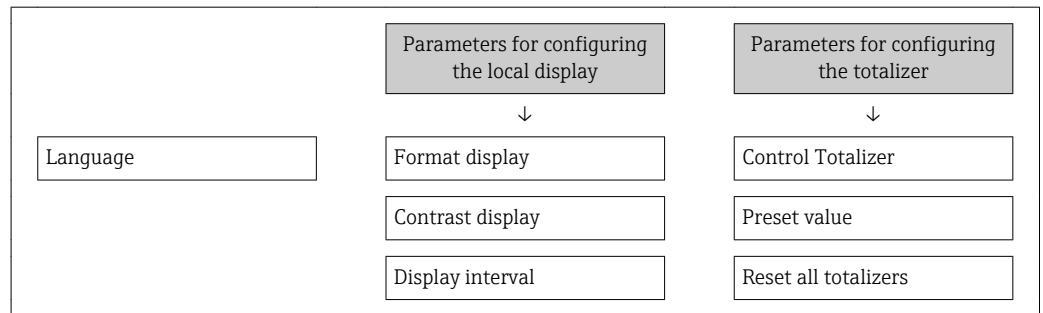 Parameters for configuring
the local display
Parameters for configuring
the totalizer
↓
↓
Language
Format display
Control Totalizer
Contrast display
Preset value
Display interval
Reset all totalizers